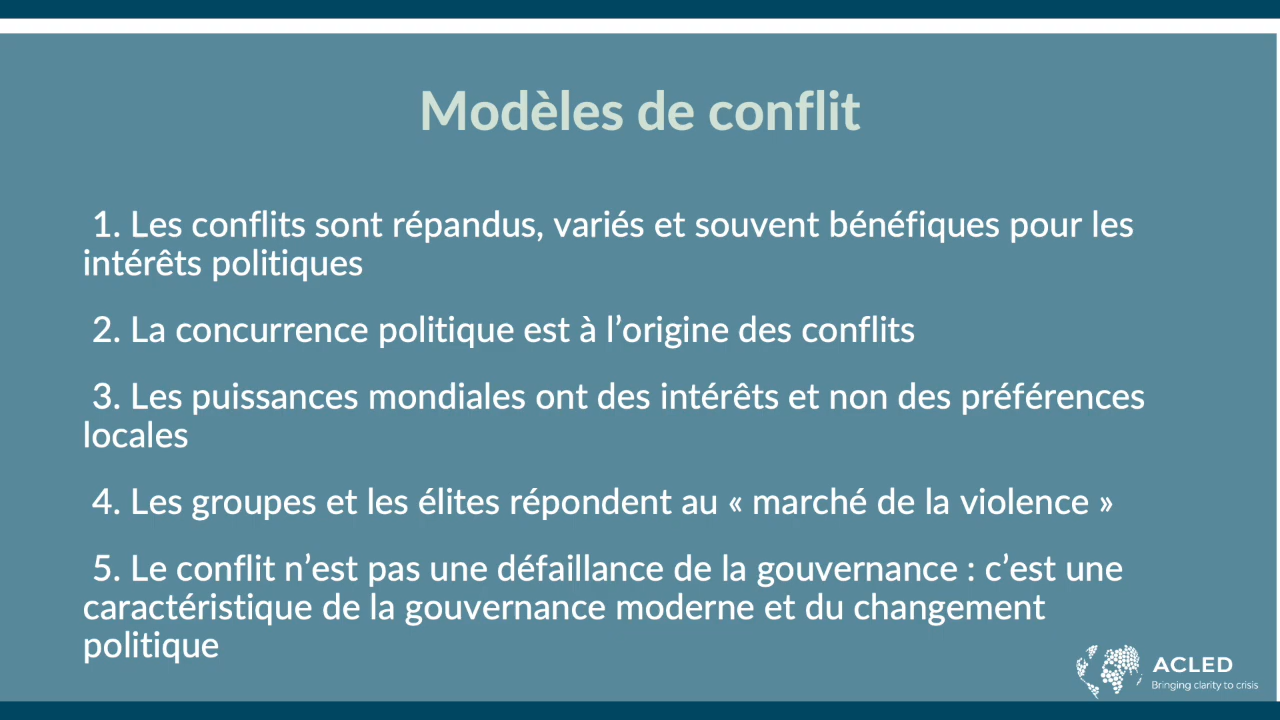 Modèles de conflit
1. Les conflits sont répandus, variés et souvent bénéfiques pour les
intérêts politiques
2. La concurrence politique est à l’origine des conflits
3. Les puissances mondiales ont des intérêts et non des préférences
locales
4. Les groupes et les élites répondent au « marché de la violence »
5. Le conflit n’est pas une défaillance de la gouvernance : c’est une
caractéristique de la gouvernance moderne et du changement
politique
ACLED
Bringing clarity to crisis